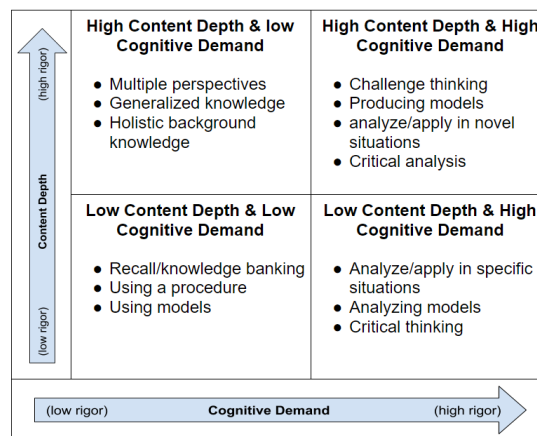 High Content Depth & low
Cognitive Demand
● Multiple perspectives
● Generalized knowledge
● Holistic background
knowledge
High Content Depth & High
Cognitive Demand
● Challenge thinking
● Producing models
● analyze/apply in novel
situations
● Critical analysis
Low Content Depth & Low
Cognitive Demand
● Recall/knowledge banking
● Using a procedure
● Using models
Low Content Depth & High
Cognitive Demand
● Analyze/apply in specific
situations
● Analyzing models
● Critical thinking
(low rigor) Content Depth (high rigor)
(low rigor) Cognitive Demand (high rigor)